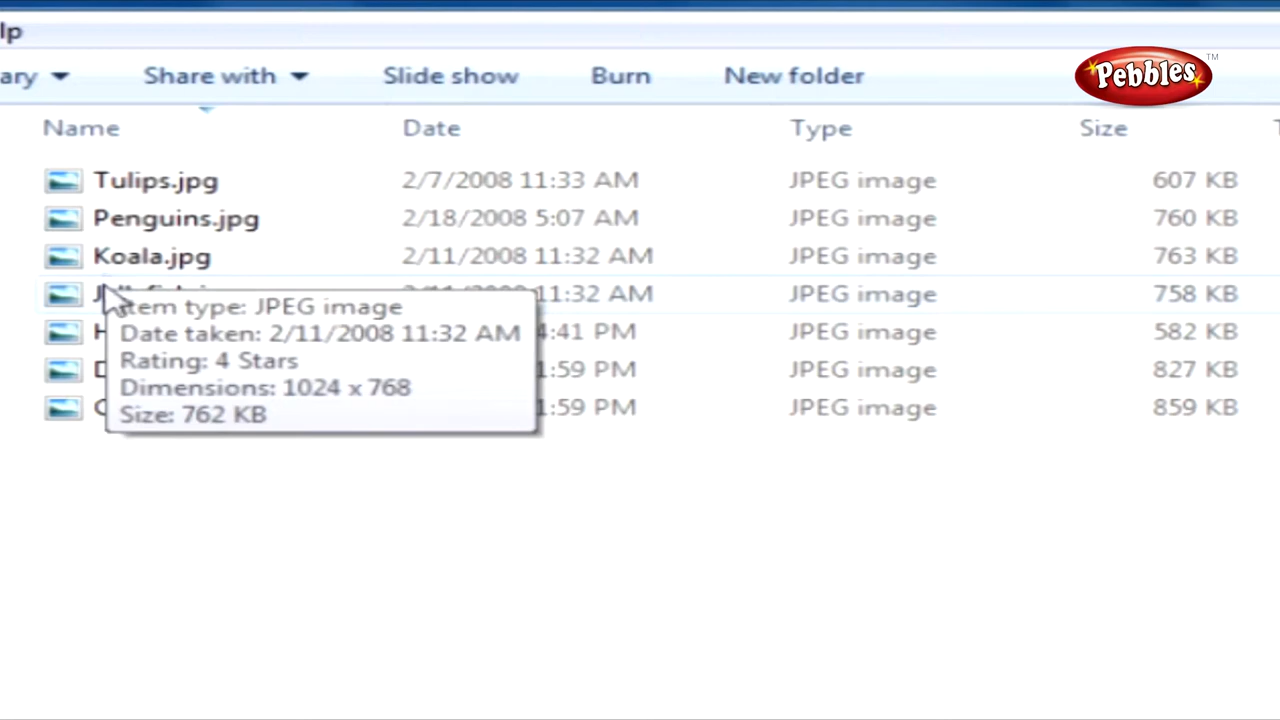 lp
ary Share with Slide show Burn New folder
Pebbles™
Name Date Type Size
Tulips.jpg 2/7/2008 11:33 AM JPEG image 607 KB
Penguins.jpg 2/18/2008 5:07 AM JPEG image 760 KB
Koala.jpg 2/11/2008 11:32 AM JPEG image 763 KB
11:32 AM JPEG image 758 KB
Item type: JPEG image
Date taken: 2/11/2008 11:32 AM
Rating: 4 Stars
Dimensions: 1024 x 768
Size: 762 KB
H 4:41 PM JPEG image 582 KB
D 1:59 PM JPEG image 827 KB
C 1:59 PM JPEG image 859 KB